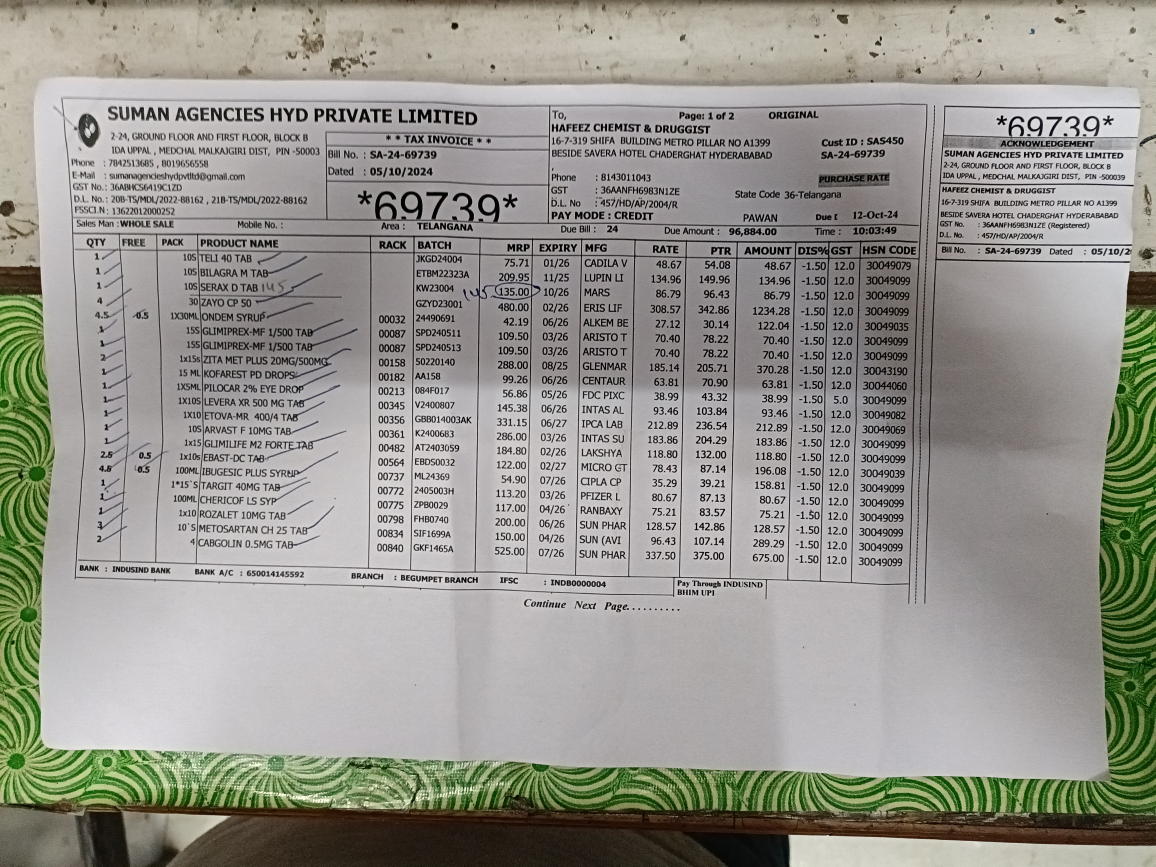 SUMAN AGENCIES HYD PRIVATE LIMITED
2-24, GROUND FLOOR AND FIRST FLOOR, BLOCK B
IDA UPPAL , MEDCHAL MALKAJGIRI DIST, PIN -50003
Phone : 7842513685 , 8019656558
E-Mail : sumanagencieshydpvtltd@gmail.com
GST No.: 36ABHCS6419C1ZD
D.L. No.: 20B-TS/MDL/2022-88162 , 21B-TS/MDL/2022-88162
FSSCI.N: 13622012000252
* * TAX INVOICE * *
Bill No. : SA-24-69739
Dated : 05/10/2024
*69739*
To, Page: 1 of 2 ORIGINAL
HAFEEZ CHEMIST & DRUGGIST
16-7-319 SHIFA BUILDING METRO PILLAR NO A1399
BESIDE SAVERA HOTEL CHADERGHAT HYDERABABAD
Cust ID : SAS450
SA-24-69739
Phone : 8143011043 PURCHASE RATE
GST : 36AANFH6983N1ZE State Code 36-Telangana
D.L. No : 457/HD/AP/2004/R
PAY MODE : CREDIT PAWAN Due I 12-Oct-24
Sales Man : WHOLE SALE Mobile No. : Area : TELANGANA Due Bill : 24 Due Amount : 96,884.00 Time : 10:03:49
QTY FREE PACK PRODUCT NAME RACK BATCH MRP EXPIRY MFG RATE PTR AMOUNT DIS% GST HSN CODE
1 10S TELI 40 TAB JKGD24004 75.71 01/26 CADILA V 48.67 54.08 48.67 -1.50 12.0 30049079
1 10S BILAGRA M TAB ETBM22323A 209.95 11/25 LUPIN LI 134.96 149.96 134.96 -1.50 12.0 30049099
1 10S SERAX D TAB 145 KW23004 145 135.00 10/26 MARS 86.79 96.43 86.79 -1.50 12.0 30049099
4 30 ZAYO CP 50 GZYD23001 480.00 02/26 ERIS LIF 308.57 342.86 1234.28 -1.50 12.0 30049099
4.5 0.5 1X30ML ONDEM SYRUP 00032 24490691 42.19 06/26 ALKEM BE 27.12 30.14 122.04 -1.50 12.0 30049035
1 15S GLIMIPREX-MF 1/500 TAB 00087 SPD240511 109.50 03/26 ARISTO T 70.40 78.22 70.40 -1.50 12.0 30049099
1 15S GLIMIPREX-MF 1/500 TAB 00087 SPD240513 109.50 03/26 ARISTO T 70.40 78.22 70.40 -1.50 12.0 30049099
2 1x15s ZITA MET PLUS 20MG/500MG 00158 50220140 288.00 08/25 GLENMAR 185.14 205.71 370.28 -1.50 12.0 30043190
1 15 ML KOFAREST PD DROPS 00182 AA158 99.26 06/26 CENTAUR 63.81 70.90 63.81 -1.50 12.0 30044060
1 1X5ML PILOCAR 2% EYE DROP 00213 084F017 56.86 05/26 FDC PIXC 38.99 43.32 38.99 -1.50 5.0 30049099
1 1X10S LEVERA XR 500 MG TAB 00345 V2400807 145.38 06/26 INTAS AL 93.46 103.84 93.46 -1.50 12.0 30049082
1 1X10 ETOVA-MR 400/4 TAB 00356 GBB014003AK 331.15 06/27 IPCA LAB 212.89 236.54 212.89 -1.50 12.0 30049069
1 10S ARVAST F 10MG TAB 00361 K2400683 286.00 03/26 INTAS SU 183.86 204.29 183.86 -1.50 12.0 30049099
1 1x15 GLIMILIFE M2 FORTE TAB 00482 AT2403059 184.80 02/26 LAKSHYA 118.80 132.00 118.80 -1.50 12.0 30049099
2.5 0.5 1x10s EBAST-DC TAB 00564 EBDS0032 122.00 02/27 MICRO GT 78.43 87.14 196.08 -1.50 12.0 30049039
4.5 0.5 100ML IBUGESIC PLUS SYRUP 00737 ML24369 54.90 07/26 CIPLA CP 35.29 39.21 158.81 -1.50 12.0 30049099
1 1*15`S TARGIT 40MG TAB 00772 2405003H 113.20 03/26 PFIZER L 80.67 87.13 80.67 -1.50 12.0 30049099
1 100ML CHERICOF LS SYP 00775 ZPB0029 117.00 04/26 RANBAXY 75.21 83.57 75.21 -1.50 12.0 30049099
1 1x10 ROZALET 10MG TAB 00798 FHB0740 200.00 06/26 SUN PHAR 128.57 142.86 128.57 -1.50 12.0 30049099
3 10`S METOSARTAN CH 25 TAB 00834 SIF1699A 150.00 04/26 SUN (AVI 96.43 107.14 289.29 -1.50 12.0 30049099
2 4 CABGOLIN 0.5MG TAB 00840 GKF1465A 525.00 07/26 SUN PHAR 337.50 375.00 675.00 -1.50 12.0 30049099
BANK : INDUSIND BANK BANK A/C : 650014145592 BRANCH : BEGUMPET BRANCH IFSC : INDB0000004 Pay Through INDUSIND
BHIM UPI
Continue Next Page..........
*69739*
ACKNOWLEDGEMENT
SUMAN AGENCIES HYD PRIVATE LIMITED
2-24, GROUND FLOOR AND FIRST FLOOR, BLOCK B
IDA UPPAL , MEDCHAL MALKAJGIRI DIST, PIN -500039
HAFEEZ CHEMIST & DRUGGIST
16-7-319 SHIFA BUILDING METRO PILLAR NO A1399
BESIDE SAVERA HOTEL CHADERGHAT HYDERABABAD
GST No. : 36AANFH6983N1ZE (Registered)
D.L. No. : 457/HD/AP/2004/R
Bill No. : SA-24-69739 Dated : 05/10/2